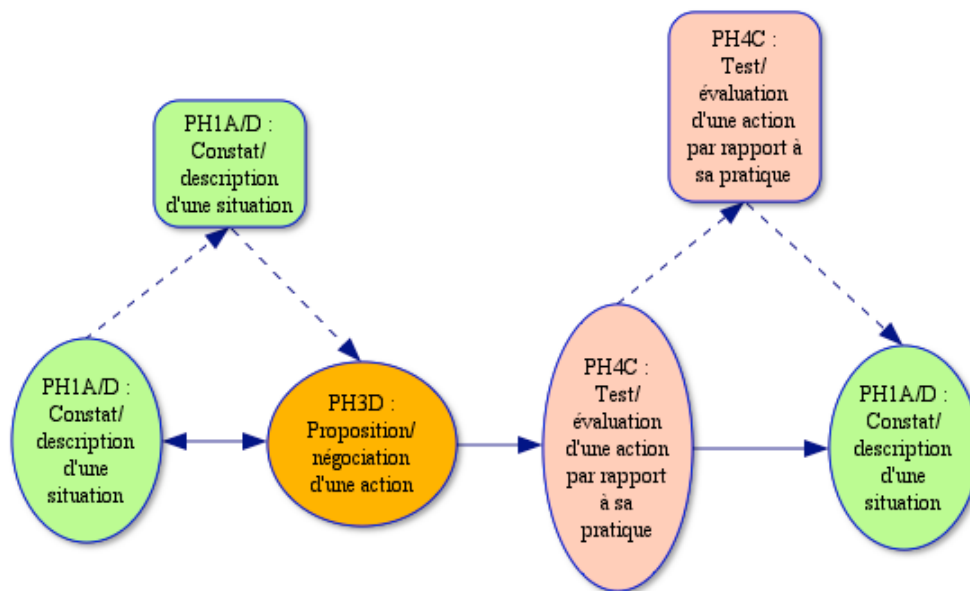 PH1A/D :
Constat/
description
d'une situation
PH4C :
Test/
évaluation
d'une action
par rapport à
sa pratique
PH1A/D :
Constat/
description
d'une
situation
PH3D :
Proposition/
négociation
d'une action
PH4C :
Test/
évaluation
d'une action
par rapport
à sa
pratique
PH1A/D :
Constat/
description
d'une
situation